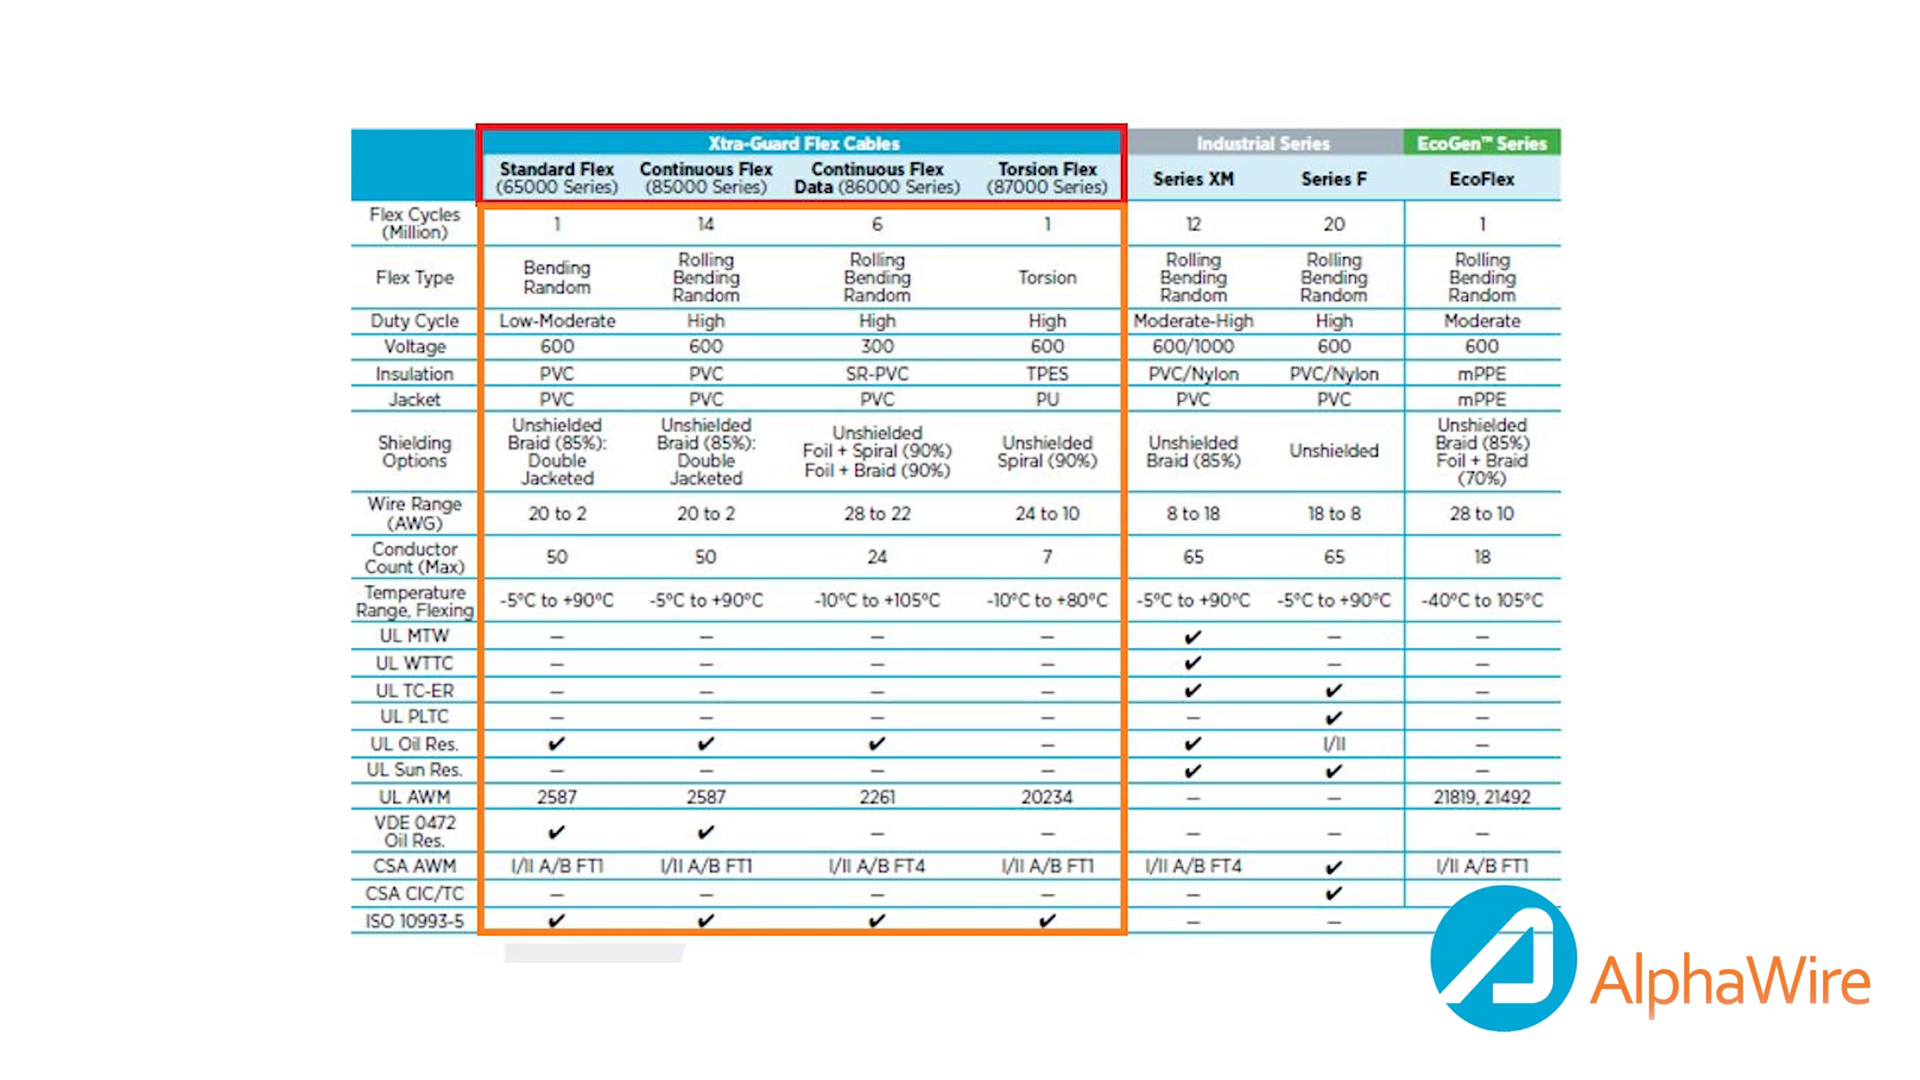 Xtra-Guard Flex Cables Industrial Series EcoGen™ Series
Standard Flex (65000 Series) Continuous Flex (85000 Series) Continuous Flex Data (86000 Series) Torsion Flex (87000 Series) Series XM Series F EcoFlex
Flex Cycles (Million) 1 14 6 1 12 20 1
Flex Type Bending Random Rolling Bending Random Rolling Bending Random Torsion Rolling Bending Random Rolling Bending Random Rolling Bending Random
Duty Cycle Low-Moderate High High High Moderate-High High Moderate
Voltage 600 600 300 600 600/1000 600 600
Insulation PVC PVC SR-PVC TPES PVC/Nylon PVC/Nylon mPPE
Jacket PVC PVC PVC PU PVC PVC mPPE
Shielding Options Unshielded Braid (85%): Double Jacketed Unshielded Braid (85%): Double Jacketed Unshielded Foil + Spiral (90%) Foil + Braid (90%) Unshielded Spiral (90%) Unshielded Braid (85%) Unshielded Unshielded Braid (85%) Foil + Braid (70%)
Wire Range (AWG) 20 to 2 20 to 2 28 to 22 24 to 10 8 to 18 18 to 8 28 to 10
Conductor Count (Max) 50 50 24 7 65 65 18
Temperature Range, Flexing -5°C to +90°C -5°C to +90°C -10°C to +105°C -10°C to +80°C -5°C to +90°C -5°C to +90°C -40°C to 105°C
UL MTW — — — — ✔ — —
UL WTTC — — — — ✔ — —
UL TC-ER — — — — ✔ ✔ —
UL PLTC — — — — — ✔ —
UL Oil Res. ✔ ✔ ✔ — ✔ I/II —
UL Sun Res. — — — — ✔ ✔ —
UL AWM 2587 2587 2261 20234 — — 21819, 21492
VDE 0472 Oil Res. ✔ ✔ — — — — —
CSA AWM I/II A/B FT1 I/II A/B FT1 I/II A/B FT4 I/II A/B FT1 I/II A/B FT4 ✔ I/II A/B FT1
CSA CIC/TC — — — — — ✔
ISO 10993-5 ✔ ✔ ✔ ✔ — —
AlphaWire